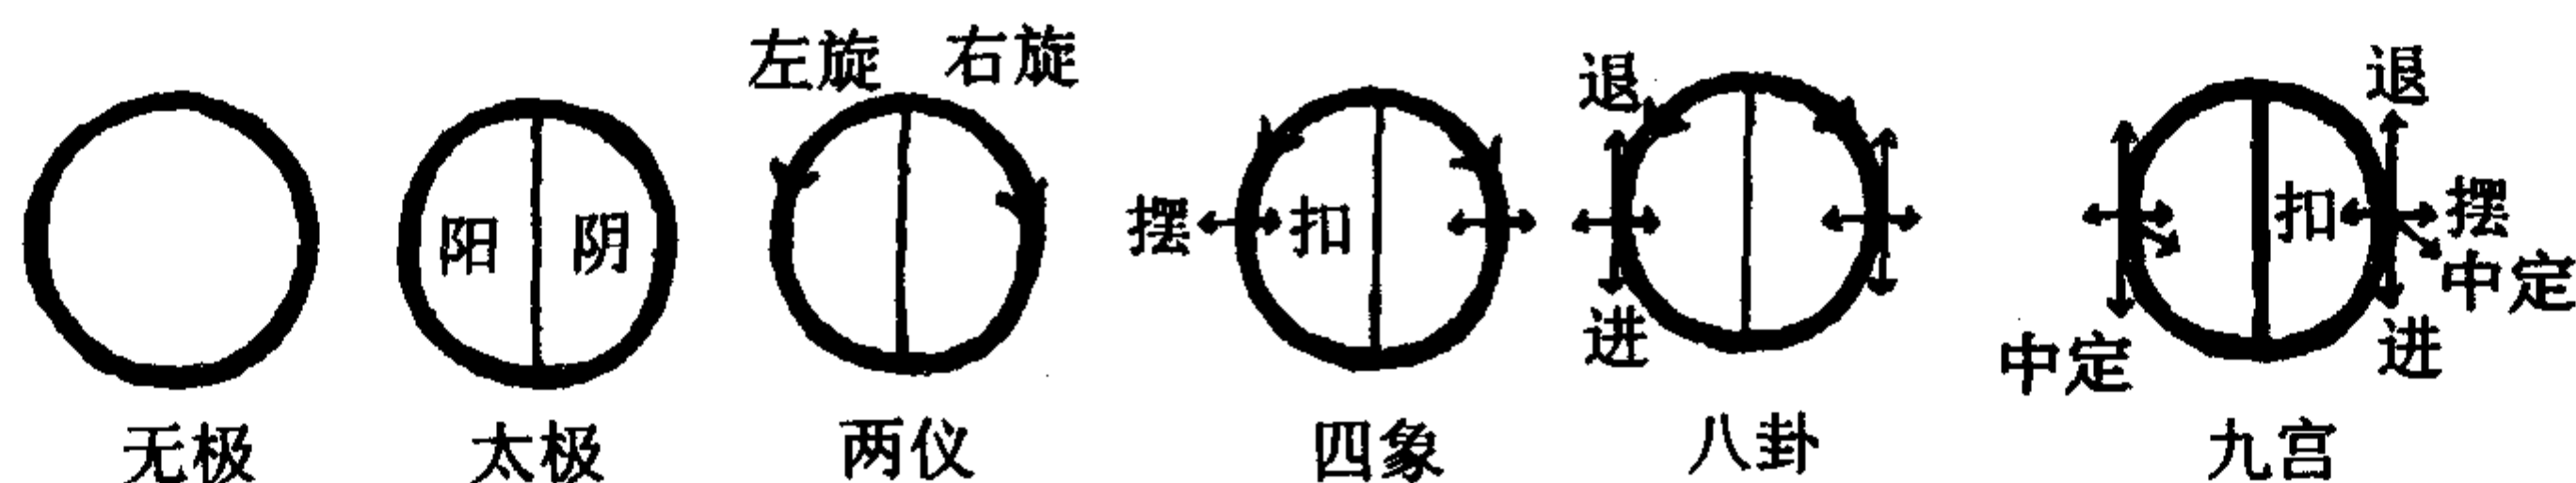 左旋 右旋
退
退
阳 阴
摆 扣
扣 摆
中定
进
进
中定
无极 太极 两仪 四象 八卦 九宫